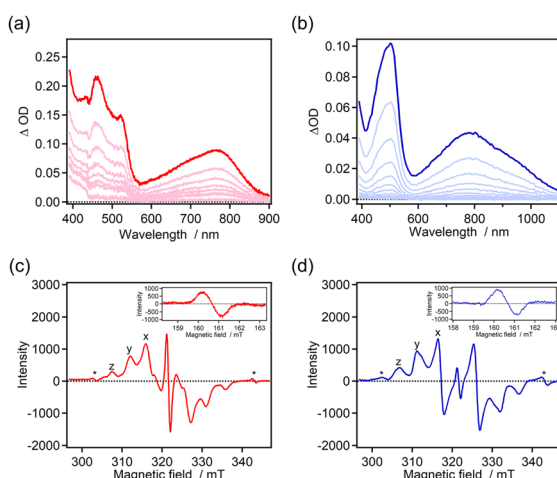 (a)
(b)
0.25
0.20
0.15
0.10
0.05
0.00
Δ OD
400 500 600 700 800 900
Wavelength / nm
0.10
0.08
0.06
0.04
0.02
0.00
ΔOD
400 600 800 1000
Wavelength / nm
(c)
(d)
3000
2000
1000
0
-1000
-2000
Intensity
* z y x *
1000
500
0
-500
-1000
Intensity
159 160 161 162 163
Magnetic field / mT
300 310 320 330 340
Magnetic field / mT
3000
2000
1000
0
-1000
-2000
Intensity
* z y x *
1000
500
0
-500
-1000
Intensity
158 159 160 161 162
Magnetic field / mT
300 310 320 330 340
Magnetic field / mT